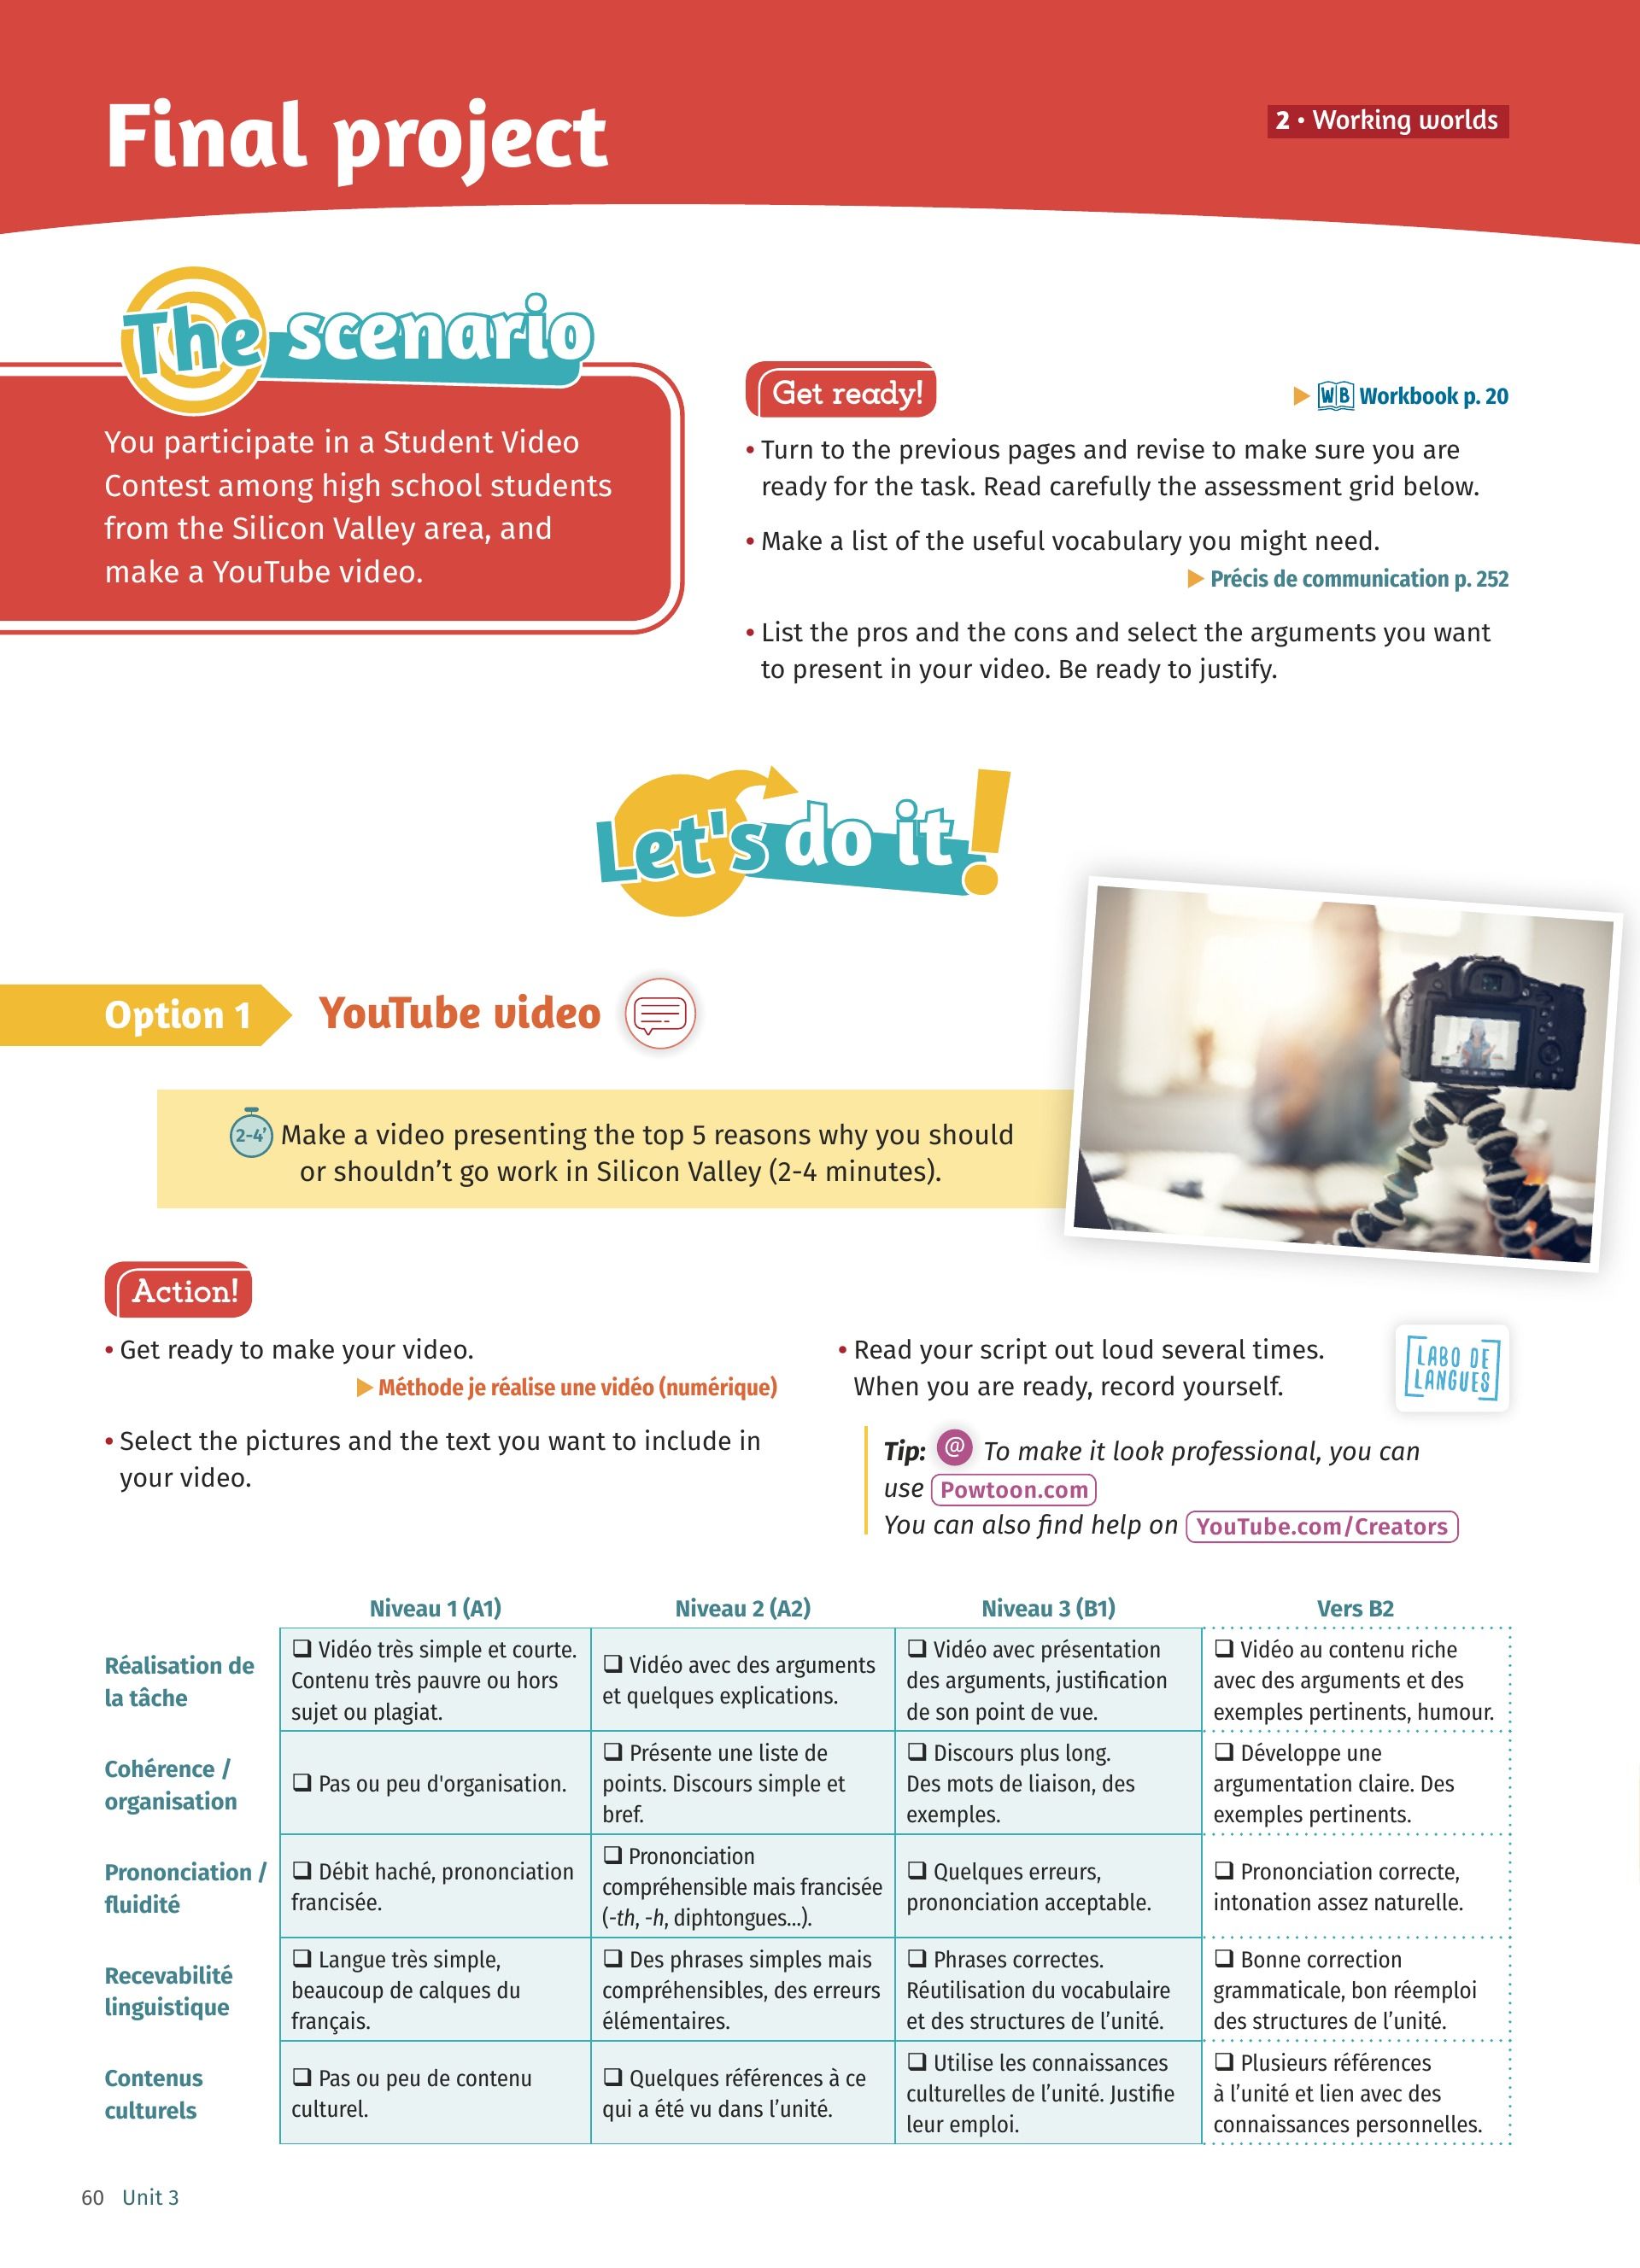 Final project
2 • Working worlds
The scenario
You participate in a Student Video
Contest among high school students
from the Silicon Valley area, and
make a YouTube video.
Get ready!
▶ WB Workbook p. 20
• Turn to the previous pages and revise to make sure you are
ready for the task. Read carefully the assessment grid below.
• Make a list of the useful vocabulary you might need.
▶ Précis de communication p. 252
• List the pros and the cons and select the arguments you want
to present in your video. Be ready to justify.
Let's do it!
Option 1
YouTube video
2-4' Make a video presenting the top 5 reasons why you should
or shouldn’t go work in Silicon Valley (2-4 minutes).
Action!
• Get ready to make your video.
▶ Méthode je réalise une vidéo (numérique)
• Select the pictures and the text you want to include in
your video.
• Read your script out loud several times.
When you are ready, record yourself.
LABO DE
LANGUES
Tip: @ To make it look professional, you can
use Powtoon.com
You can also find help on YouTube.com/Creators
Niveau 1 (A1)
Niveau 2 (A2)
Niveau 3 (B1)
Vers B2
Réalisation de
la tâche
❏ Vidéo très simple et courte.
Contenu très pauvre ou hors
sujet ou plagiat.
❏ Vidéo avec des arguments
et quelques explications.
❏ Vidéo avec présentation
des arguments, justification
de son point de vue.
❏ Vidéo au contenu riche
avec des arguments et des
exemples pertinents, humour.
Cohérence /
organisation
❏ Pas ou peu d'organisation.
❏ Présente une liste de
points. Discours simple et
bref.
❏ Discours plus long.
Des mots de liaison, des
exemples.
❏ Développe une
argumentation claire. Des
exemples pertinents.
Prononciation /
fluidité
❏ Débit haché, prononciation
francisée.
❏ Prononciation
compréhensible mais francisée
(-th, -h, diphtongues...).
❏ Quelques erreurs,
prononciation acceptable.
❏ Prononciation correcte,
intonation assez naturelle.
Recevabilité
linguistique
❏ Langue très simple,
beaucoup de calques du
français.
❏ Des phrases simples mais
compréhensibles, des erreurs
élémentaires.
❏ Phrases correctes.
Réutilisation du vocabulaire
et des structures de l’unité.
❏ Bonne correction
grammaticale, bon réemploi
des structures de l’unité.
Contenus
culturels
❏ Pas ou peu de contenu
culturel.
❏ Quelques références à ce
qui a été vu dans l’unité.
❏ Utilise les connaissances
culturelles de l’unité. Justifie
leur emploi.
❏ Plusieurs références
à l’unité et lien avec des
connaissances personnelles.
60 Unit 3